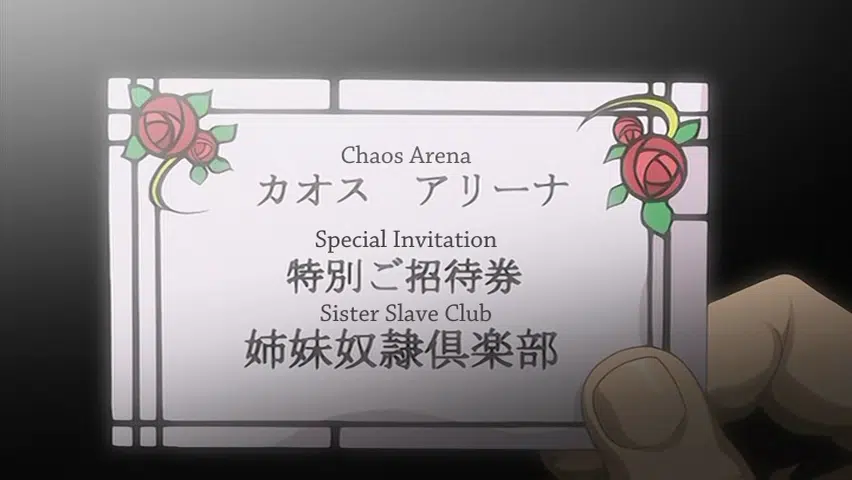 Chaos Arena
カオス　アリーナ
Special Invitation
特別ご招待券
Sister Slave Club
姉妹奴隷倶楽部